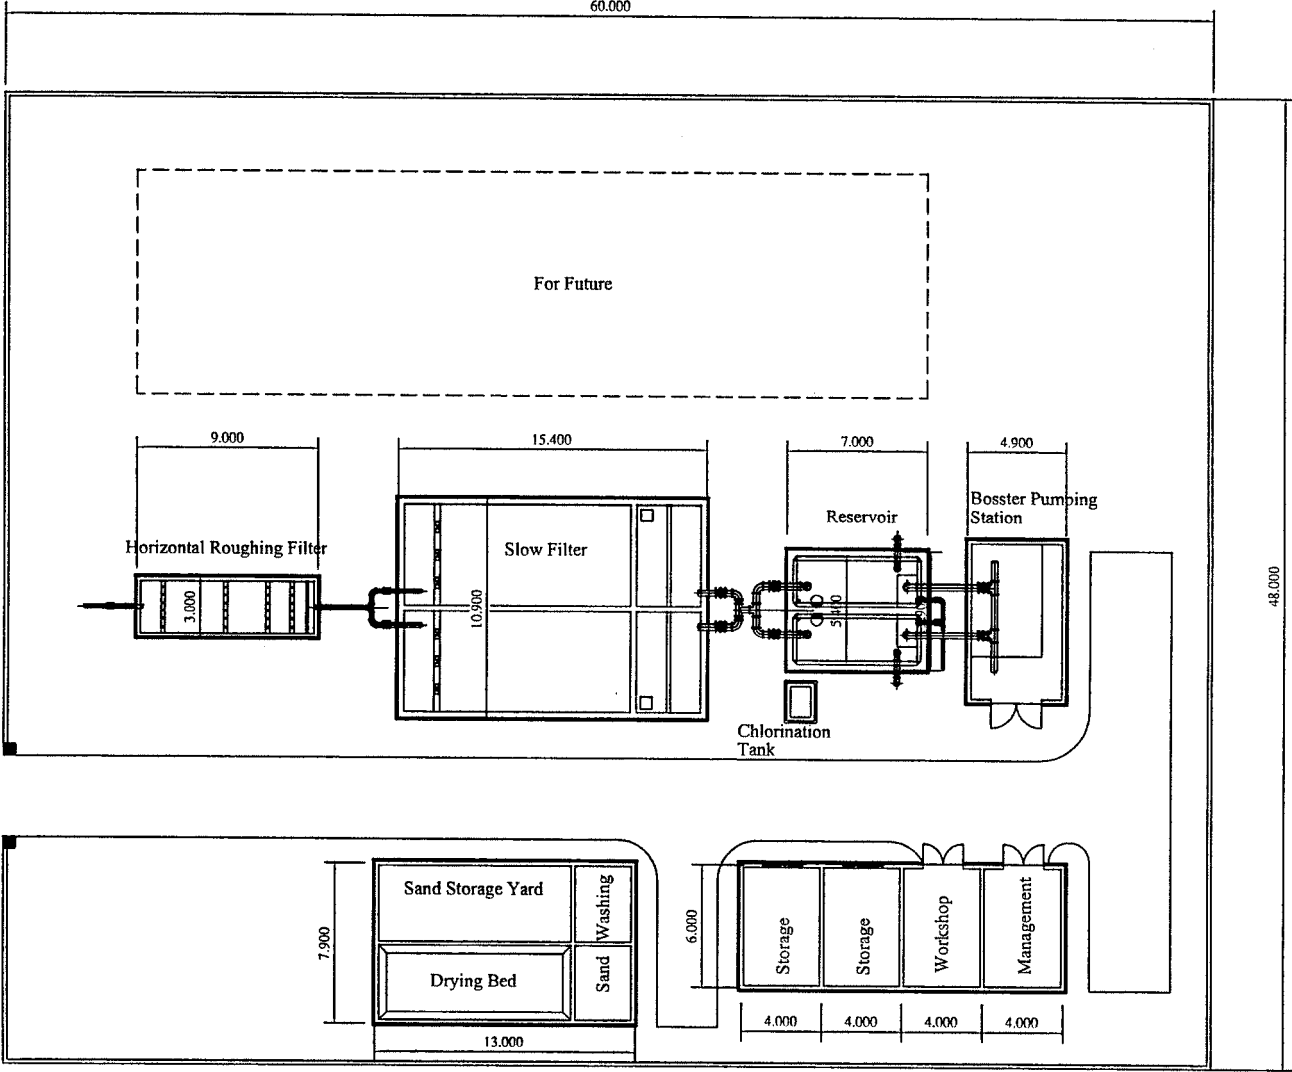 60.000
For Future
9.000
15.400
7.000
4.900
Bosster Pumping
Station
Reservoir
Horizontal Roughing Filter
Slow Filter
3.000
10.900
5.400
48.000
Chlorination
Tank
Sand Storage Yard
Washing
Drying Bed
Sand
7.900
13.000
6.000
Storage
Storage
Workshop
Management
4.000
4.000
4.000
4.000